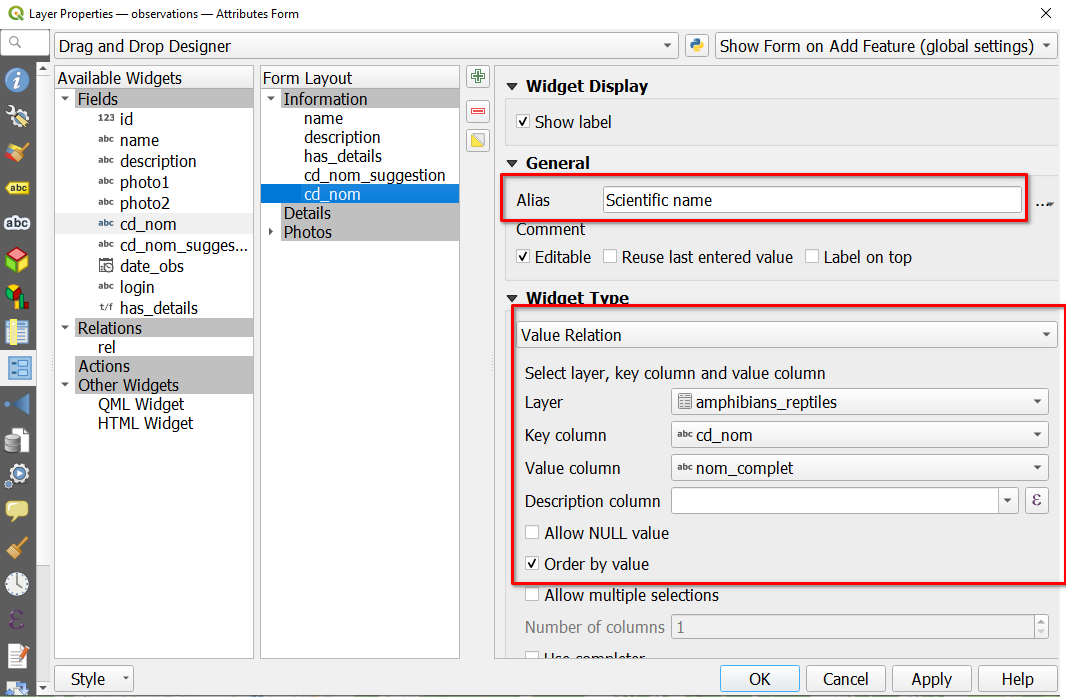 Layer Properties — observations — Attributes Form
Drag and Drop Designer
Show Form on Add Feature (global settings)
Available Widgets
Fields
123 id
abc name
abc description
abc photo1
abc photo2
abc cd_nom
abc cd_nom_sugges...
date_obs
abc login
t/f has_details
Relations
rel
Actions
Other Widgets
QML Widget
HTML Widget
Form Layout
Information
name
description
has_details
cd_nom_suggestion
cd_nom
Details
Photos
Widget Display
Show label
General
Alias Scientific name ...
Comment
Editable Reuse last entered value Label on top
Widget Type
Value Relation
Select layer, key column and value column
Layer amphibians_reptiles
Key column abc cd_nom
Value column abc nom_complet
Description column ε
Allow NULL value
Order by value
Allow multiple selections
Number of columns 1
Use completer
abc
abc
Style
OK Cancel Apply Help